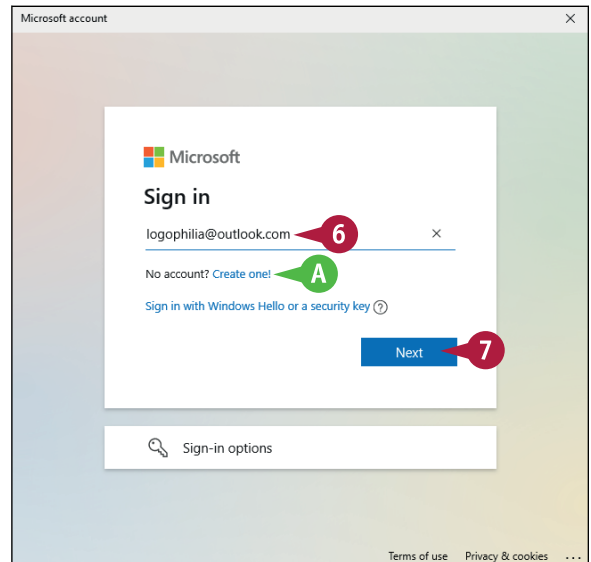 Microsoft account
Microsoft
Sign in
logophilia@outlook.com 6
No account? Create one! A
Sign in with Windows Hello or a security key ?
Next 7
Sign-in options
Terms of use Privacy & cookies ...